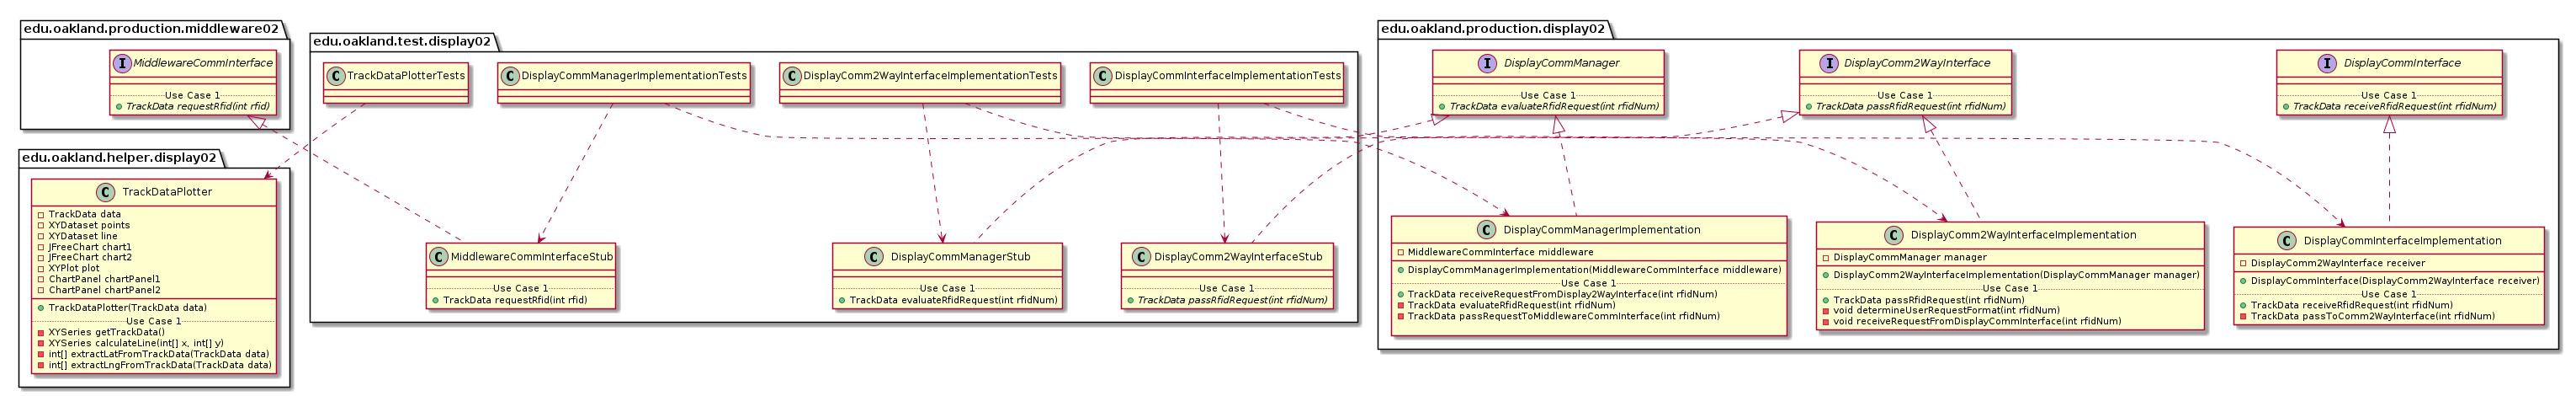 edu.oakland.production.middleware02
I MiddlewareCommInterface
Use Case 1
TrackData requestRfid(int rfid)
edu.oakland.helper.display02
C TrackDataPlotter
TrackData data
XYDataset points
XYDataset line
JFreeChart chart1
JFreeChart chart2
XYPlot plot
ChartPanel chartPanel1
ChartPanel chartPanel2
TrackDataPlotter(TrackData data)
Use Case 1
XYSeries getTrackData()
XYSeries calculateLine(int[] x, int[] y)
int[] extractLatFromTrackData(TrackData data)
int[] extractLngFromTrackData(TrackData data)
edu.oakland.test.display02
C TrackDataPlotterTests
C DisplayCommManagerImplementationTests
C DisplayComm2WayInterfaceImplementationTests
C DisplayCommInterfaceImplementationTests
C MiddlewareCommInterfaceStub
Use Case 1
TrackData requestRfid(int rfid)
C DisplayCommManagerStub
Use Case 1
TrackData evaluateRfidRequest(int rfidNum)
C DisplayComm2WayInterfaceStub
Use Case 1
TrackData passRfidRequest(int rfidNum)
edu.oakland.production.display02
I DisplayCommManager
Use Case 1
TrackData evaluateRfidRequest(int rfidNum)
I DisplayComm2WayInterface
Use Case 1
TrackData passRfidRequest(int rfidNum)
I DisplayCommInterface
Use Case 1
TrackData receiveRfidRequest(int rfidNum)
C DisplayCommManagerImplementation
MiddlewareCommInterface middleware
DisplayCommManagerImplementation(MiddlewareCommInterface middleware)
Use Case 1
TrackData receiveRequestFromDisplay2WayInterface(int rfidNum)
TrackData evaluateRfidRequest(int rfidNum)
TrackData passRequestToMiddlewareCommInterface(int rfidNum)
C DisplayComm2WayInterfaceImplementation
DisplayCommManager manager
DisplayComm2WayInterfaceImplementation(DisplayCommManager manager)
Use Case 1
TrackData passRfidRequest(int rfidNum)
void determineUserRequestFormat(int rfidNum)
void receiveRequestFromDisplayCommInterface(int rfidNum)
C DisplayCommInterfaceImplementation
DisplayComm2WayInterface receiver
DisplayCommInterface(DisplayComm2WayInterface receiver)
Use Case 1
TrackData receiveRfidRequest(int rfidNum)
TrackData passToComm2WayInterface(int rfidNum)